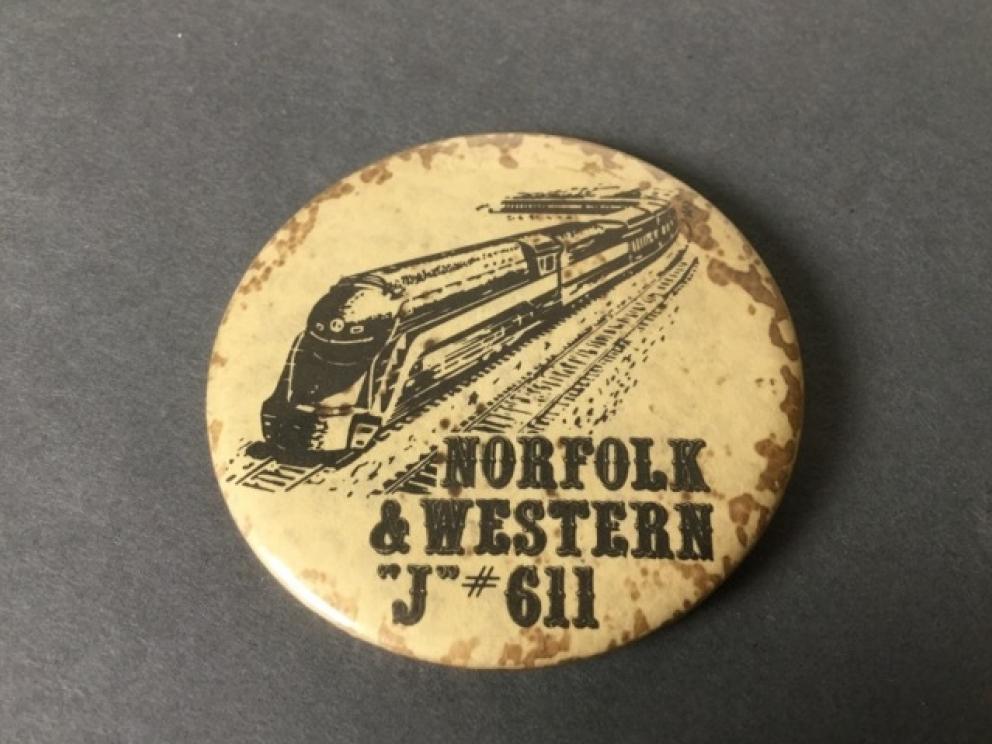 NORFOLK
& WESTERN
"J" # 611